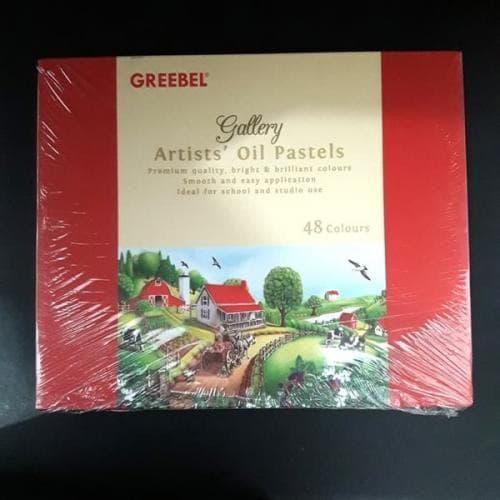 GREEBEL®
Gallery
Artists' Oil Pastels
Premium quality, bright & brilliant colours
Smooth and easy application
Ideal for school and studio use
48 Colours